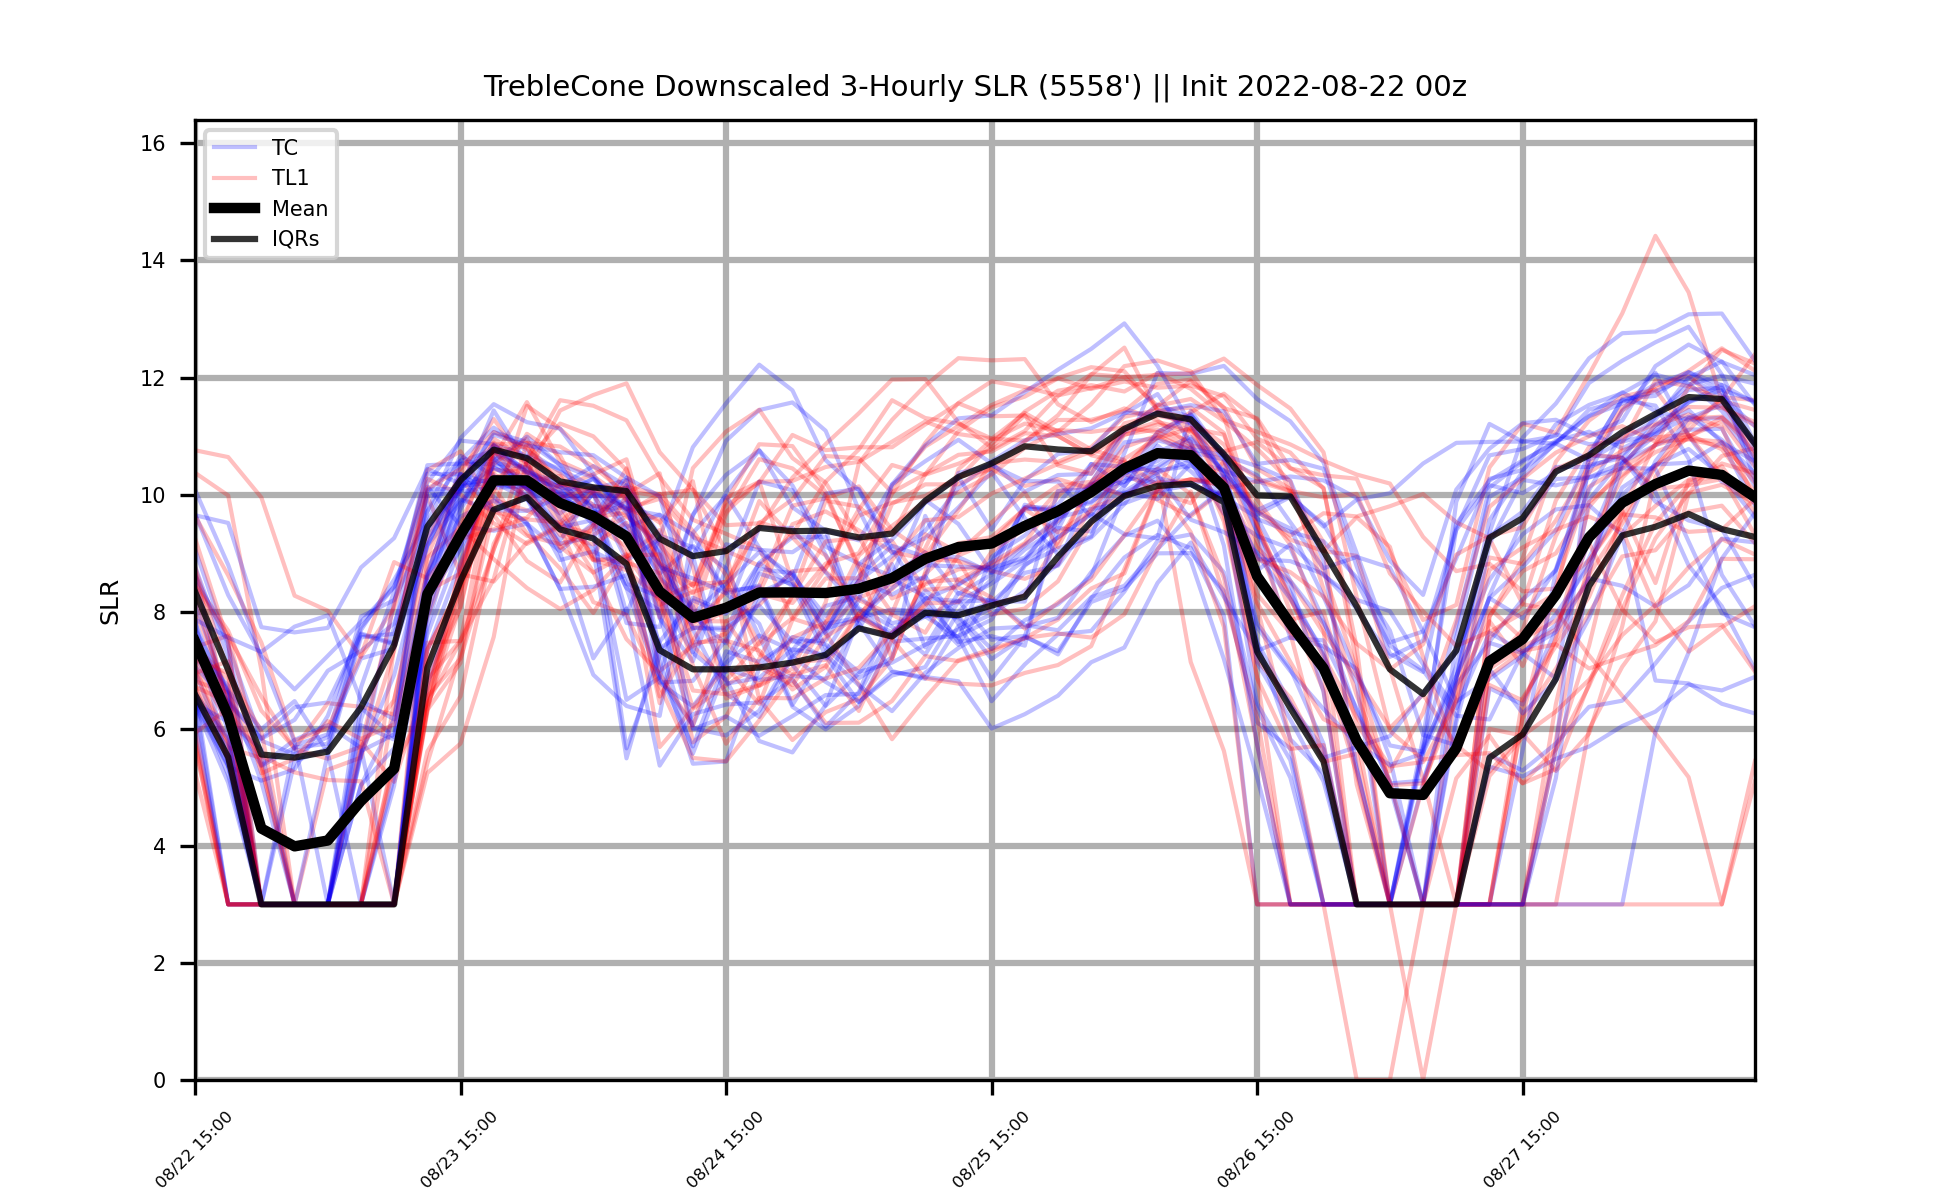 TrebleCone Downscaled 3-Hourly SLR (5558') || Init 2022-08-22 00z
TC
TL1
Mean
IQRs
SLR
16
14
12
10
8
6
4
2
0
08/22 15:00
08/23 15:00
08/24 15:00
08/25 15:00
08/26 15:00
08/27 15:00